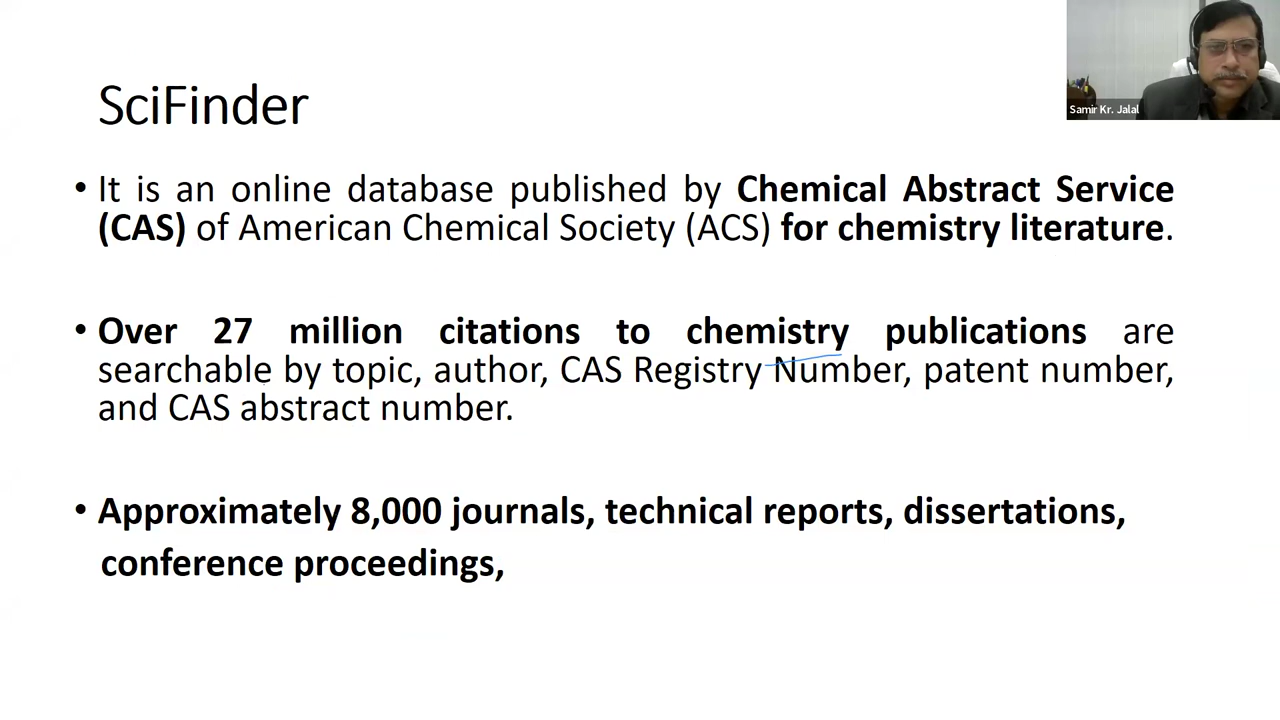 SciFinder
Samir Kr. Jalal
• It is an online database published by Chemical Abstract Service
(CAS) of American Chemical Society (ACS) for chemistry literature.
• Over 27 million citations to chemistry publications are
searchable by topic, author, CAS Registry Number, patent number,
and CAS abstract number.
• Approximately 8,000 journals, technical reports, dissertations,
conference proceedings,